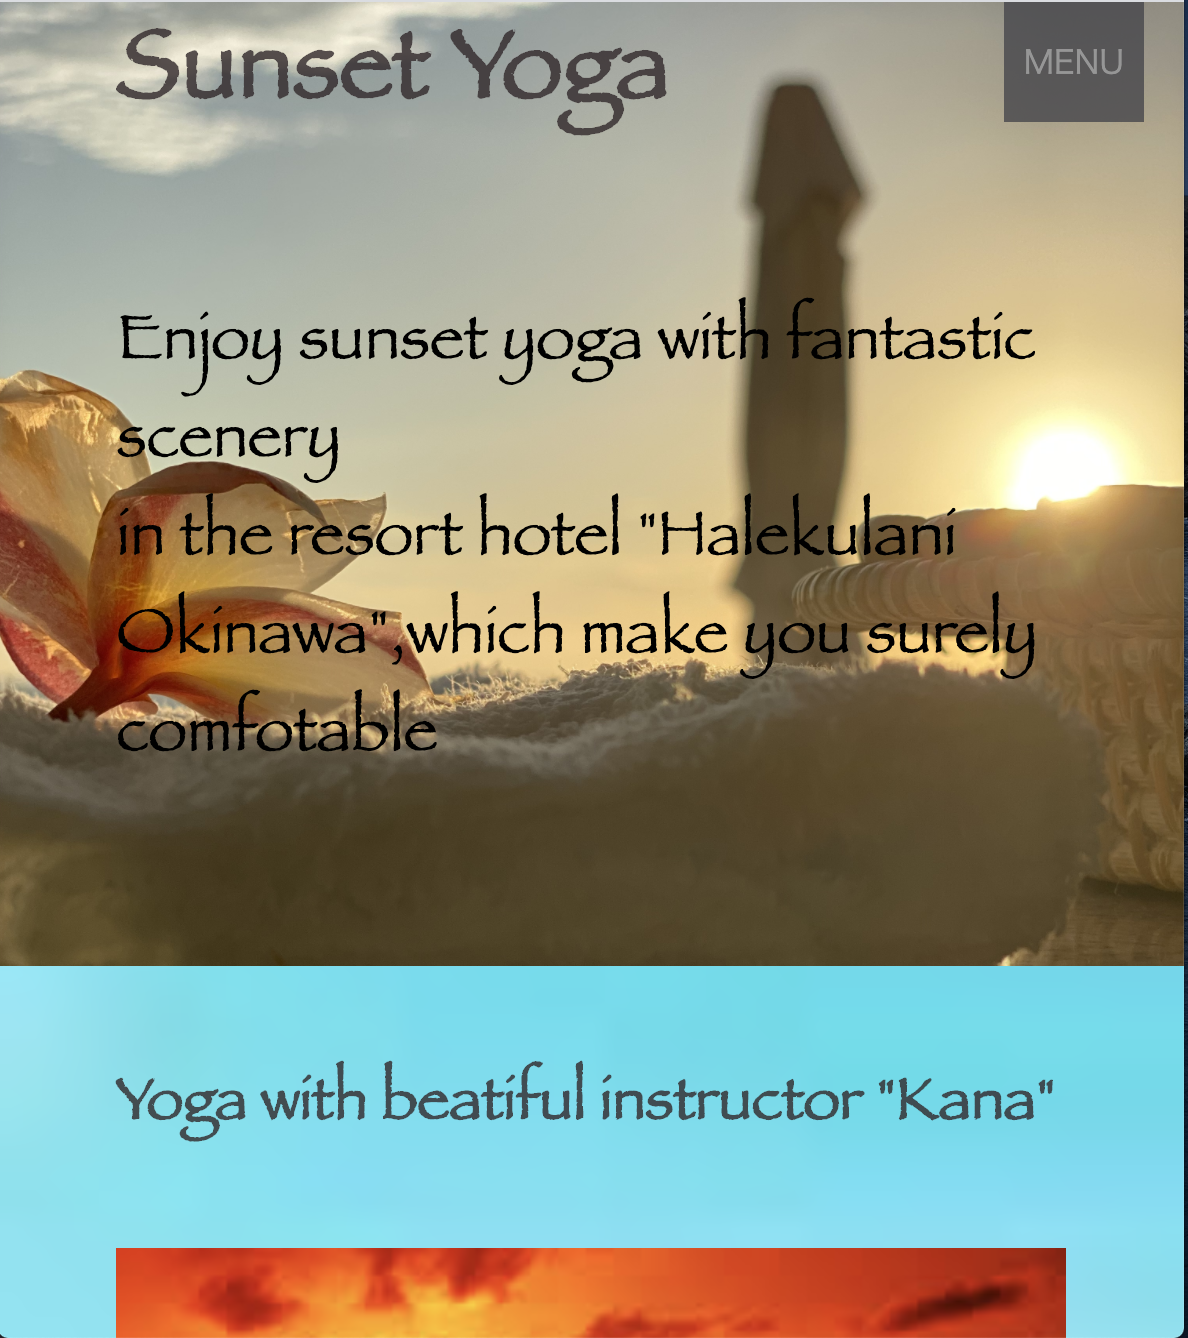 Sunset Yoga
MENU
Enjoy sunset yoga with fantastic
scenery
in the resort hotel "Halekulani
Okinawa",which make you surely
comfotable
Yoga with beatiful instructor "Kana"